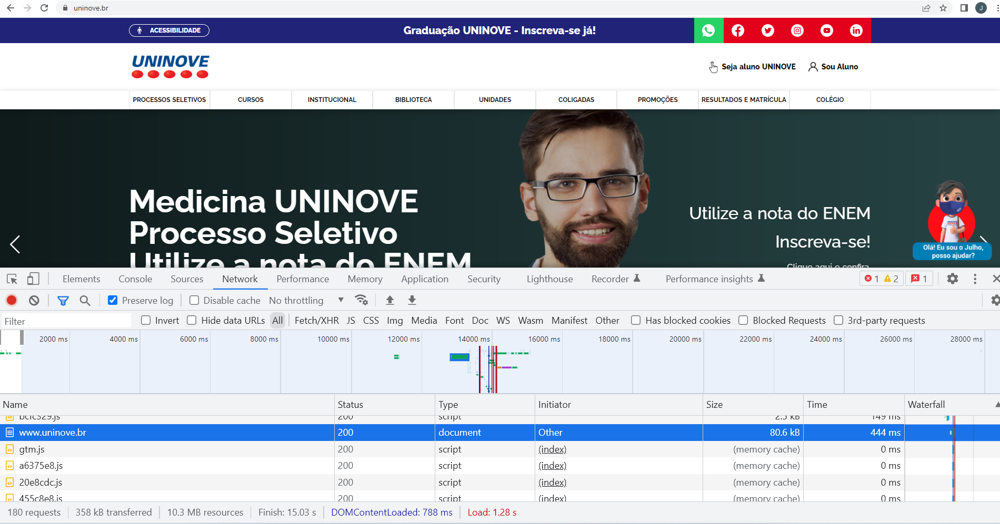 uninove.br
J
ACESSIBILIDADE
Graduação UNINOVE - Inscreva-se já!
UNINOVE
Seja aluno UNINOVE
Sou Aluno
PROCESSOS SELETIVOS
CURSOS
INSTITUCIONAL
BIBLIOTECA
UNIDADES
COLIGADAS
PROMOÇÕES
RESULTADOS E MATRÍCULA
COLÉGIO
Medicina UNINOVE
Processo Seletivo
Utilize a nota do ENEM
Utilize a nota do ENEM
Inscreva-se!
Clique aqui e confira
Olá! Eu sou o Julho,
posso ajudar?
Elements
Console
Sources
Network
Performance
Memory
Application
Security
Lighthouse
Recorder
Performance insights
1
2
1
Preserve log
Disable cache
No throttling
Filter
Invert
Hide data URLs
All
Fetch/XHR
JS
CSS
Img
Media
Font
Doc
WS
Wasm
Manifest
Other
Has blocked cookies
Blocked Requests
3rd-party requests
2000 ms
4000 ms
6000 ms
8000 ms
10000 ms
12000 ms
14000 ms
16000 ms
18000 ms
20000 ms
22000 ms
24000 ms
26000 ms
28000 ms
Name Status Type Initiator Size Time Waterfall
bcfc329.js 200 script 2.5 kB 149 ms
www.uninove.br 200 document Other 80.6 kB 444 ms
gtm.js 200 script (index) (memory cache) 0 ms
a6375e8.js 200 script (index) (memory cache) 0 ms
20e8cdc.js 200 script (index) (memory cache) 0 ms
455c8e8.js 200 script (index) (memory cache) 0 ms
180 requests
358 kB transferred
10.3 MB resources
Finish: 15.03 s
DOMContentLoaded: 788 ms
Load: 1.28 s